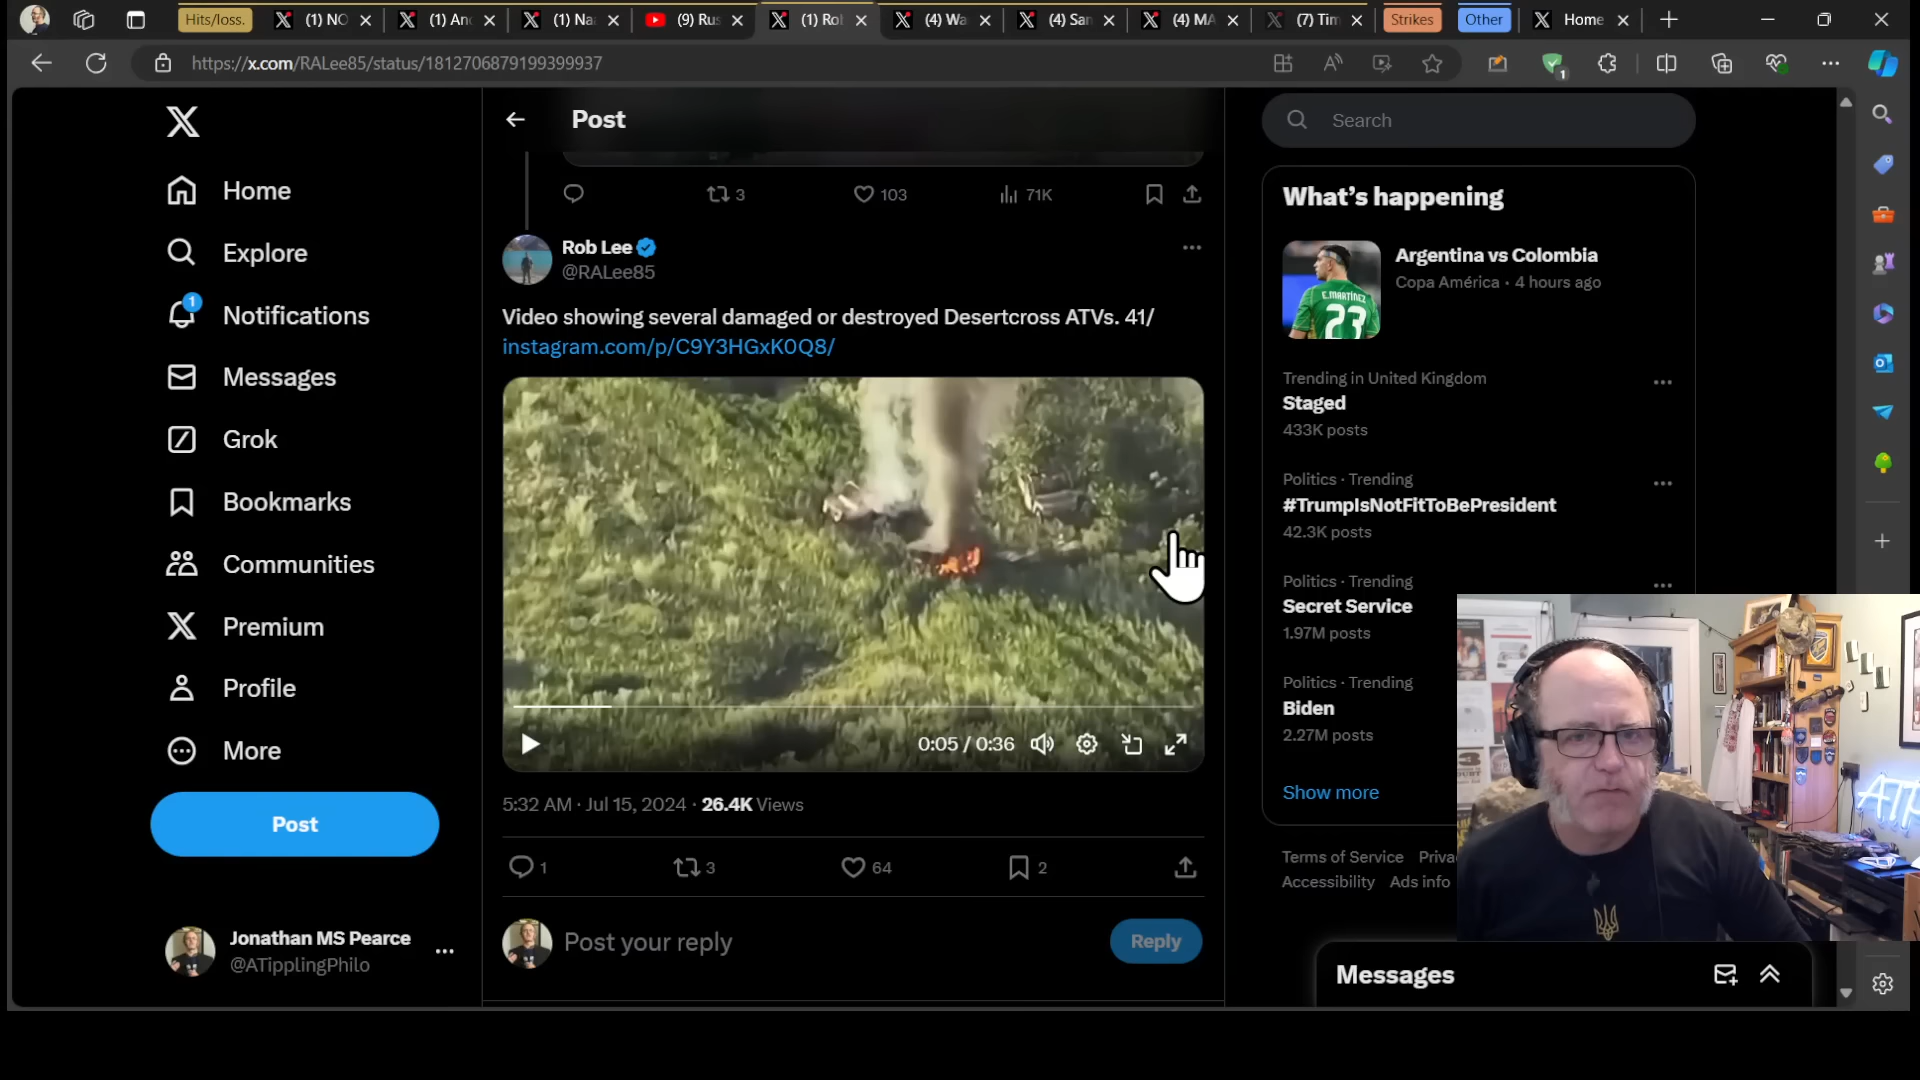 Hits/loss.
(1) NO
(1) An
(1) Na
(9) Rus
(1) Rol
(4) Wa
(4) San
(4) MA
(7) Tim
Strikes
Other
Home
https://x.com/RALee85/status/1812706879199399937
1
Home
Explore
1
Notifications
Messages
Grok
Bookmarks
Communities
Premium
Profile
More
Post
Jonathan MS Pearce
@ATipplingPhilo
Post
3
103
71K
Rob Lee
@RALee85
Video showing several damaged or destroyed Desertcross ATVs. 41/
instagram.com/p/C9Y3HGxK0Q8/
0:05 / 0:36
5:32 AM · Jul 15, 2024 · 26.4K Views
1
3
64
2
Post your reply
Reply
Search
What's happening
Argentina vs Colombia
Copa América · 4 hours ago
E.MARTÍNEZ
23
Trending in United Kingdom
Staged
433K posts
Politics · Trending
#TrumpIsNotFitToBePresident
42.3K posts
Politics · Trending
Secret Service
1.97M posts
Politics · Trending
Biden
2.27M posts
Show more
Terms of Service Priva
Accessibility Ads info
ATP
Messages